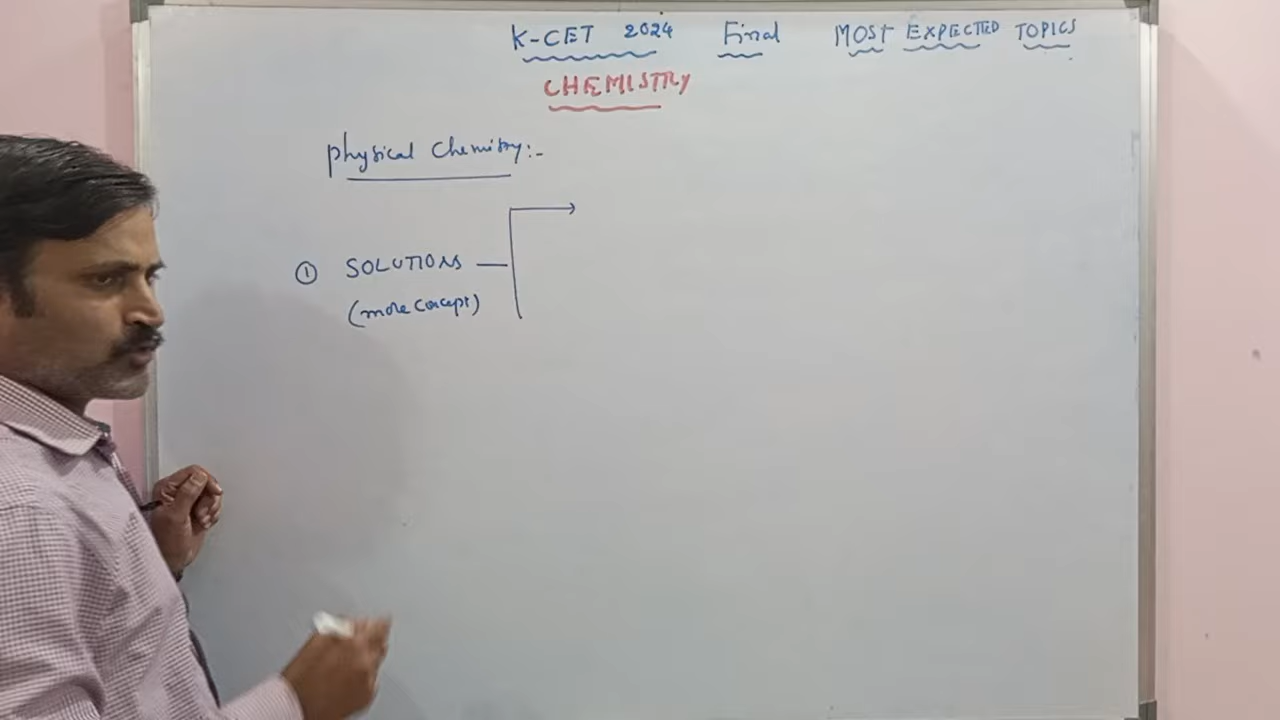 K-CET 2024 Final MOST EXPECTED TOPICS
CHEMISTRY
physical chemistry:-
① SOLUTIONS
(mole concept)